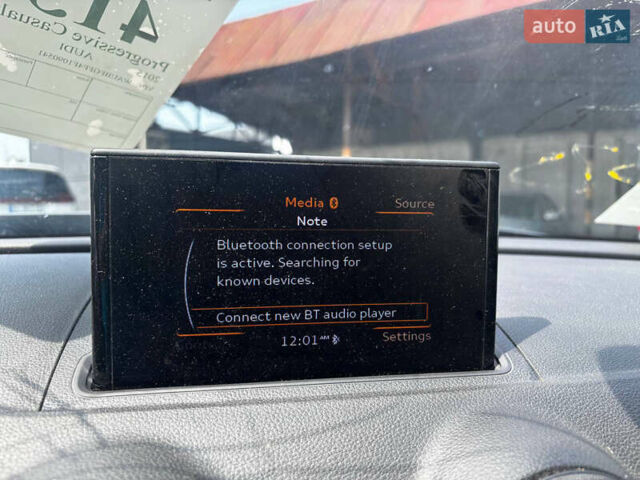 auto RIA
Progressive Casual
AUDI
Media
Source
Note
Bluetooth connection setup
is active. Searching for
known devices.
Connect new BT audio player
12:01 AM
Settings